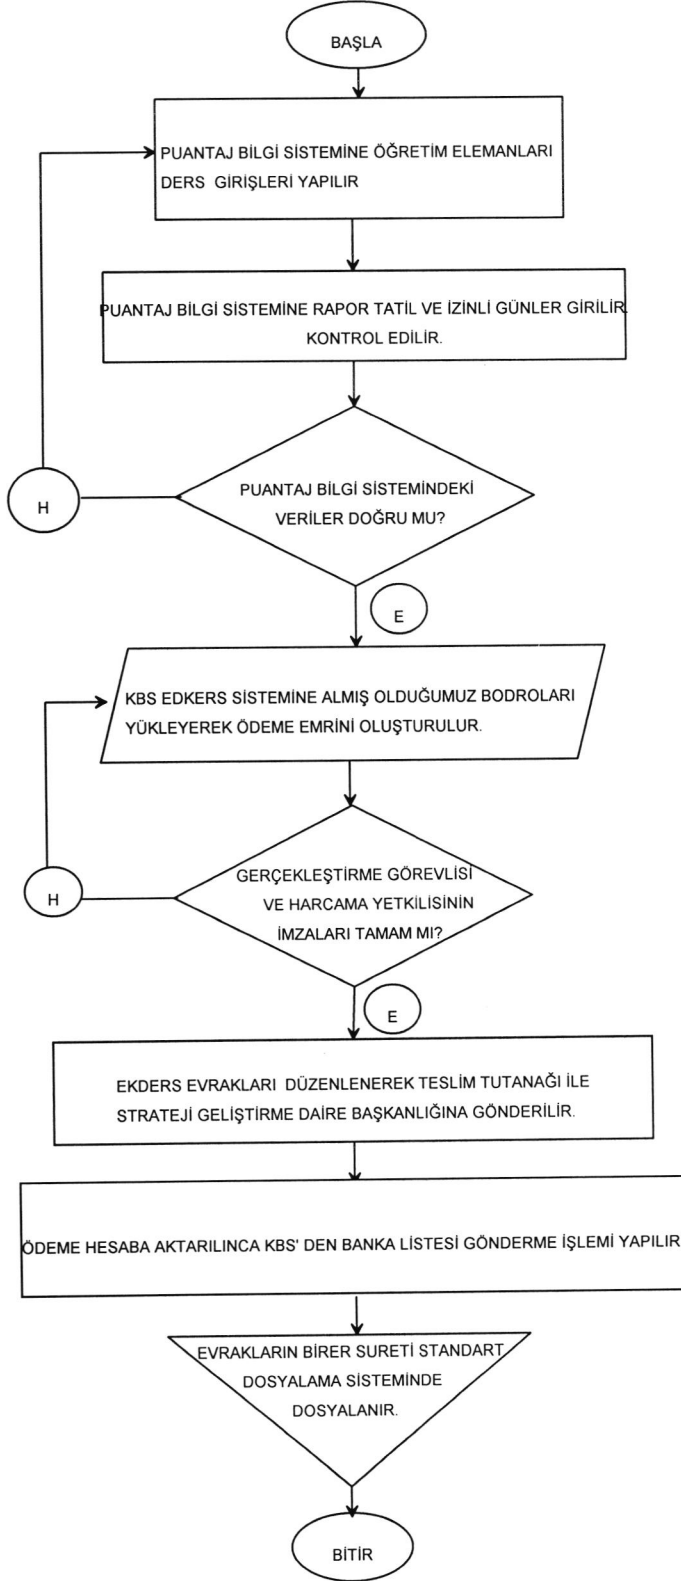 BAŞLA
PUANTAJ BİLGİ SİSTEMİNE ÖĞRETİM ELEMANLARI
DERS GİRİŞLERİ YAPILIR
PUANTAJ BİLGİ SİSTEMİNE RAPOR TATİL VE İZİNLİ GÜNLER GİRİLİR.
KONTROL EDİLİR.
PUANTAJ BİLGİ SİSTEMİNDEKİ
VERİLER DOĞRU MU?
H
E
KBS EDKERS SİSTEMİNE ALMIŞ OLDUĞUMUZ BODROLARI
YÜKLEYEREK ÖDEME EMRİNİ OLUŞTURULUR.
GERÇEKLEŞTİRME GÖREVLİSİ
VE HARCAMA YETKİLİSİNİN
İMZALARI TAMAM MI?
H
E
EKDERS EVRAKLARI DÜZENLENEREK TESLİM TUTANAĞI İLE
STRATEJİ GELİŞTİRME DAİRE BAŞKANLIĞINA GÖNDERİLİR.
ÖDEME HESABA AKTARILINCA KBS' DEN BANKA LİSTESİ GÖNDERME İŞLEMİ YAPILIR
EVRAKLARIN BİRER SURETİ STANDART
DOSYALAMA SİSTEMİNDE
DOSYALANIR.
BİTİR